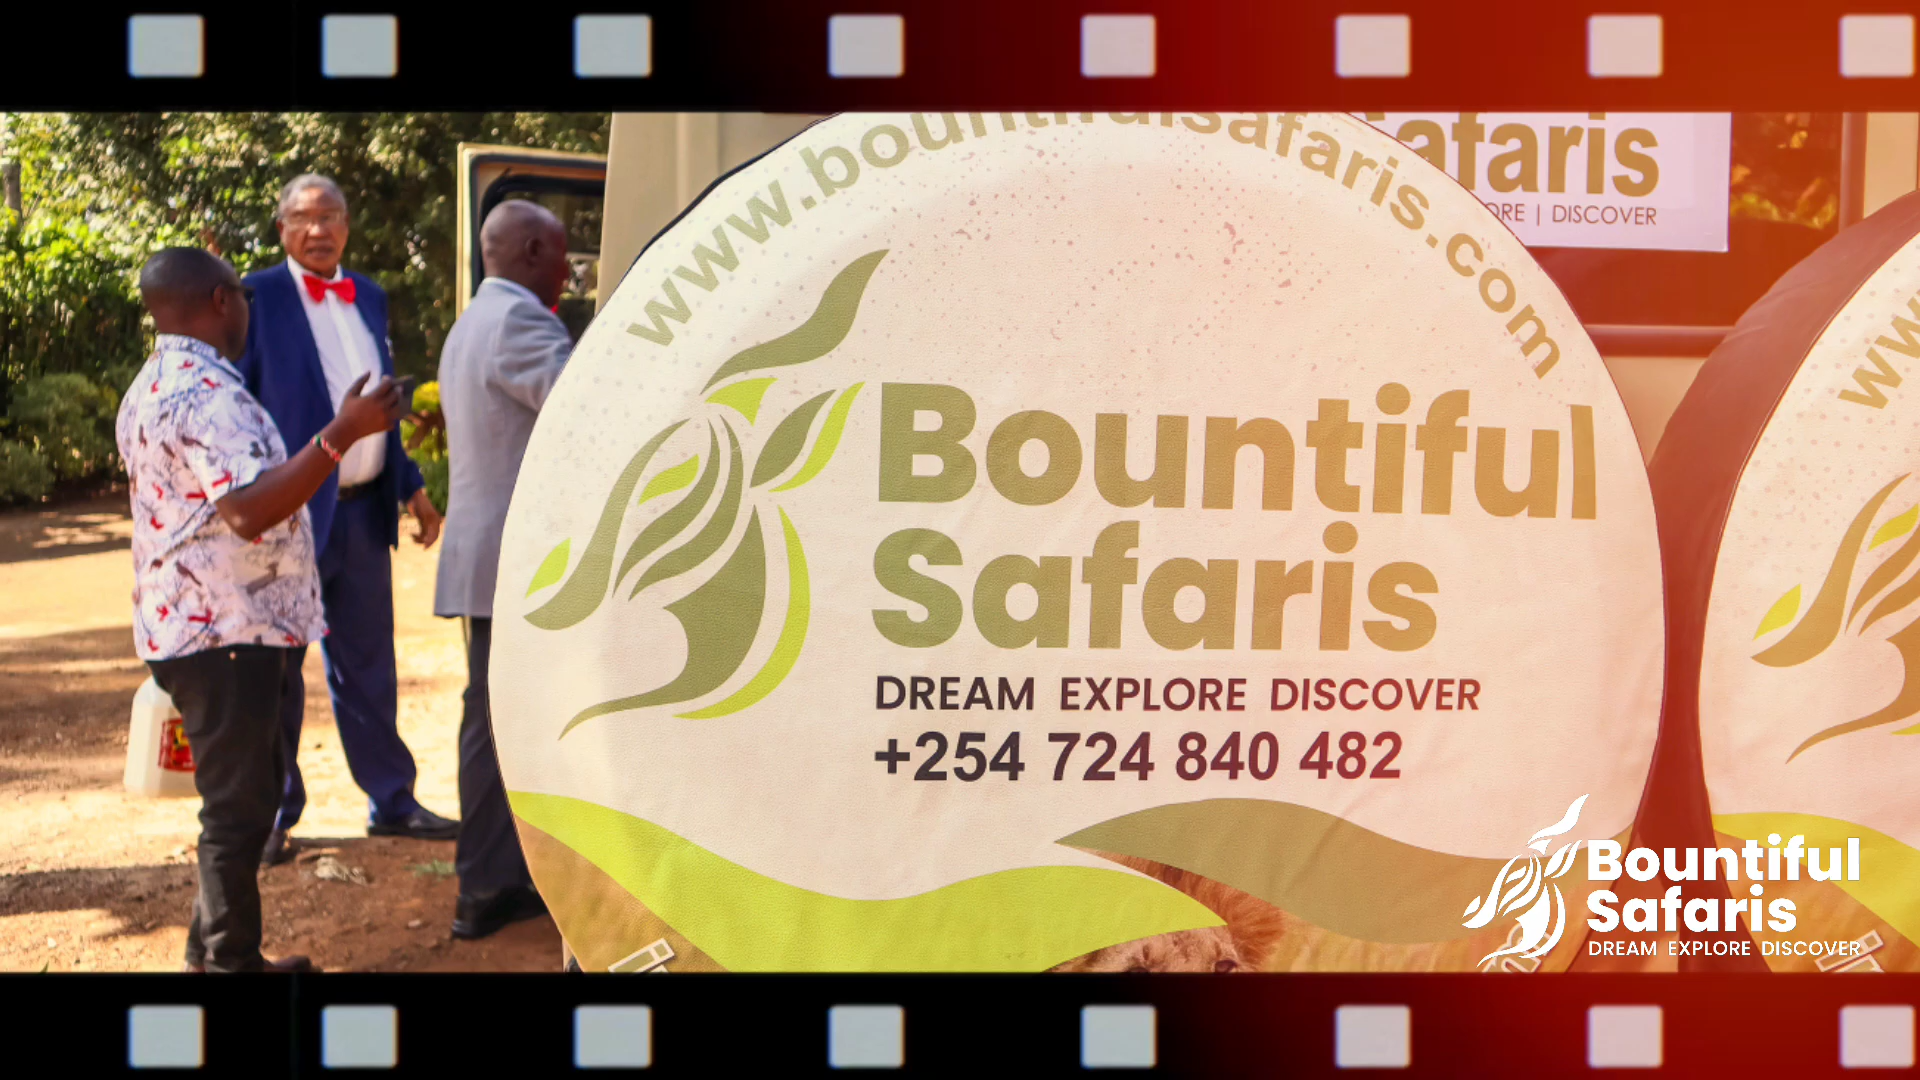 www.bountifulsafaris.com
Bountiful
Safaris
DREAM EXPLORE DISCOVER
+254 724 840 482
afaris
ORE | DISCOVER
Bountiful
Safaris
DREAM EXPLORE DISCOVER